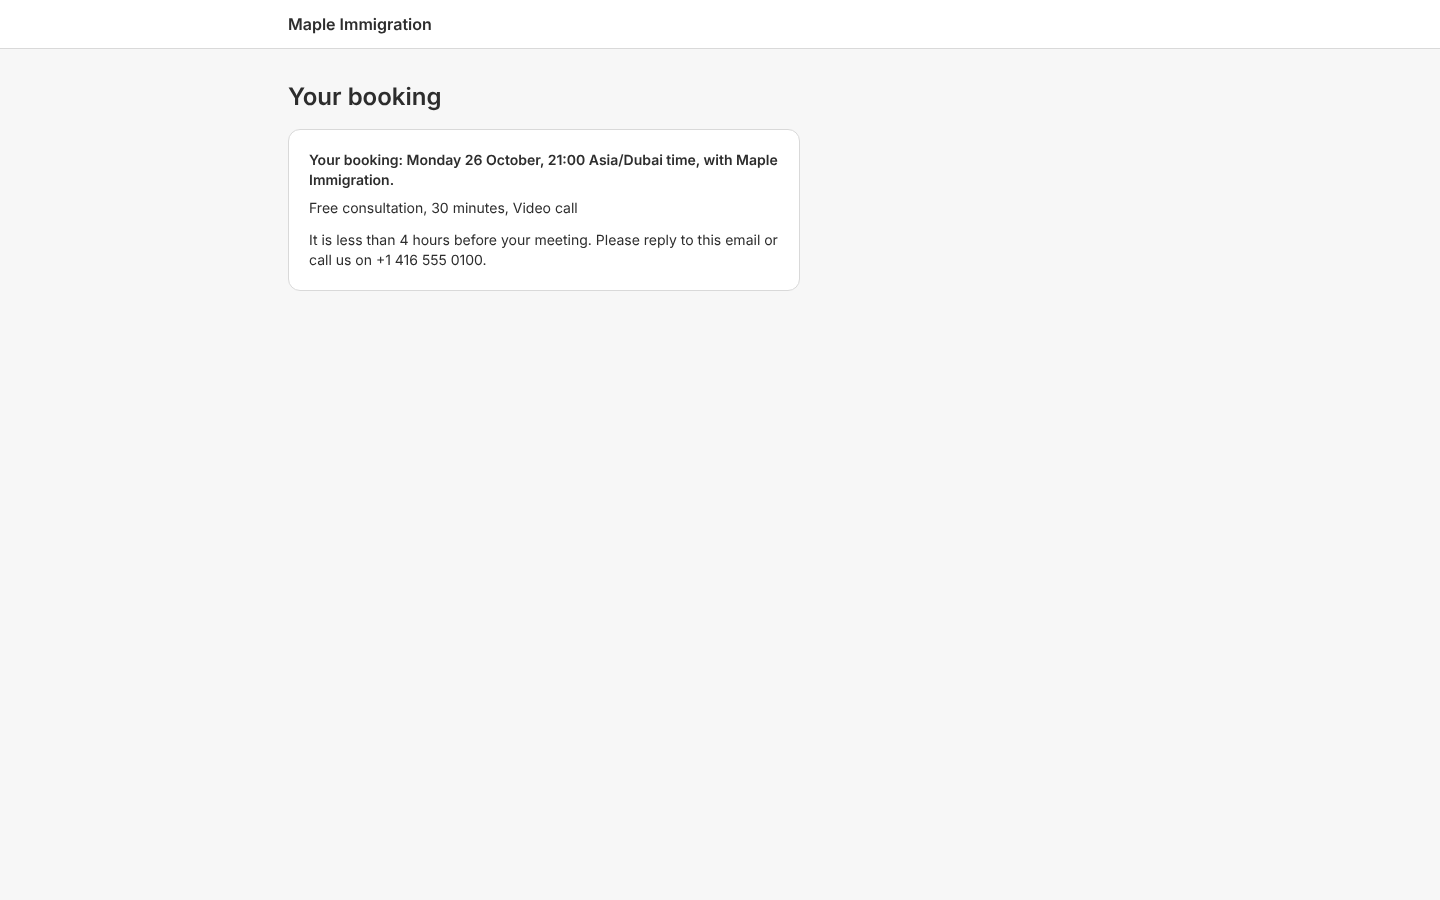 Maple Immigration
Your booking
Your booking: Monday 26 October, 21:00 Asia/Dubai time, with Maple
Immigration.
Free consultation, 30 minutes, Video call
It is less than 4 hours before your meeting. Please reply to this email or
call us on +1 416 555 0100.